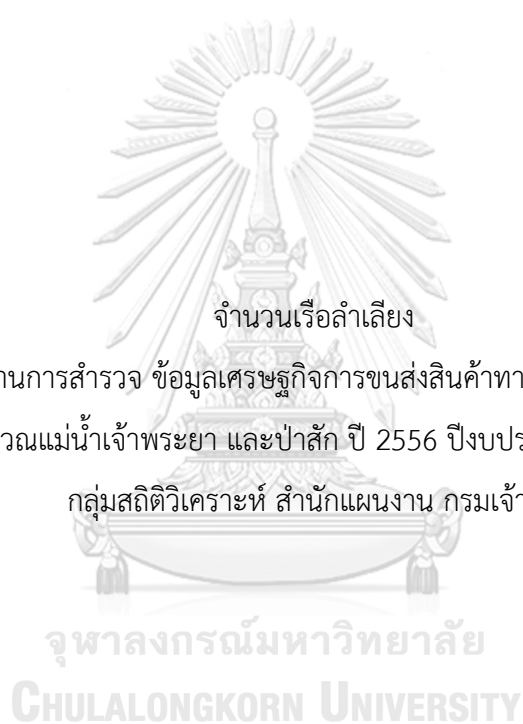 จำนวนเรือลำเลียง
านการสำรวจ ข้อมูลเศรษฐกิจการขนส่งสินค้าทา
วณแม่น้ำเจ้าพระยา และป่าสัก ปี 2556 ปีงบปร
กลุ่มสถิติวิเคราะห์ สำนักแผนงาน กรมเจ้า
จุฬาลงกรณ์มหาวิทยาลัย
CHULALONGKORN UNIVERSITY